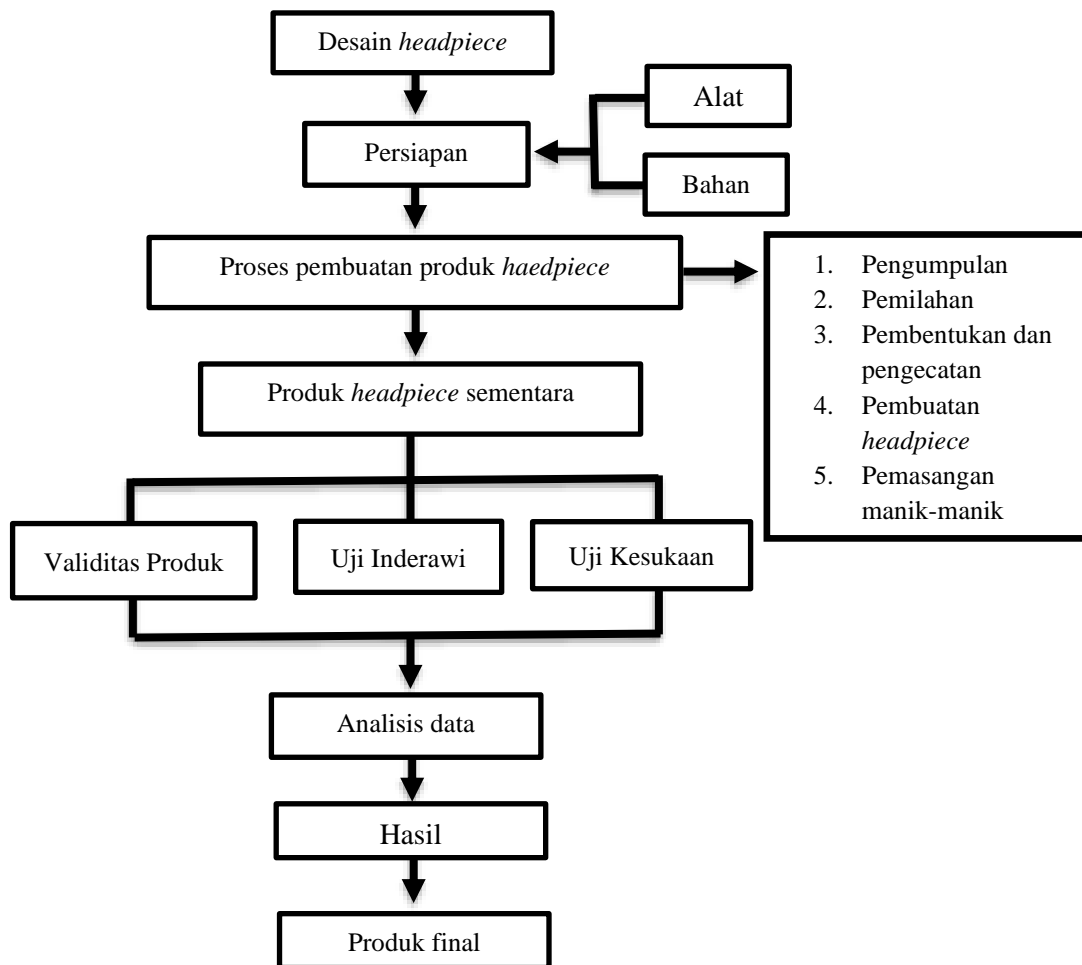 Desain headpiece
Alat
Persiapan
Bahan
Proses pembuatan produk haedpiece
1. Pengumpulan
2. Pemilahan
3. Pembentukan dan
pengecatan
4. Pembuatan
headpiece
5. Pemasangan
manik-manik
Produk headpiece sementara
Validitas Produk
Uji Inderawi
Uji Kesukaan
Analisis data
Hasil
Produk final